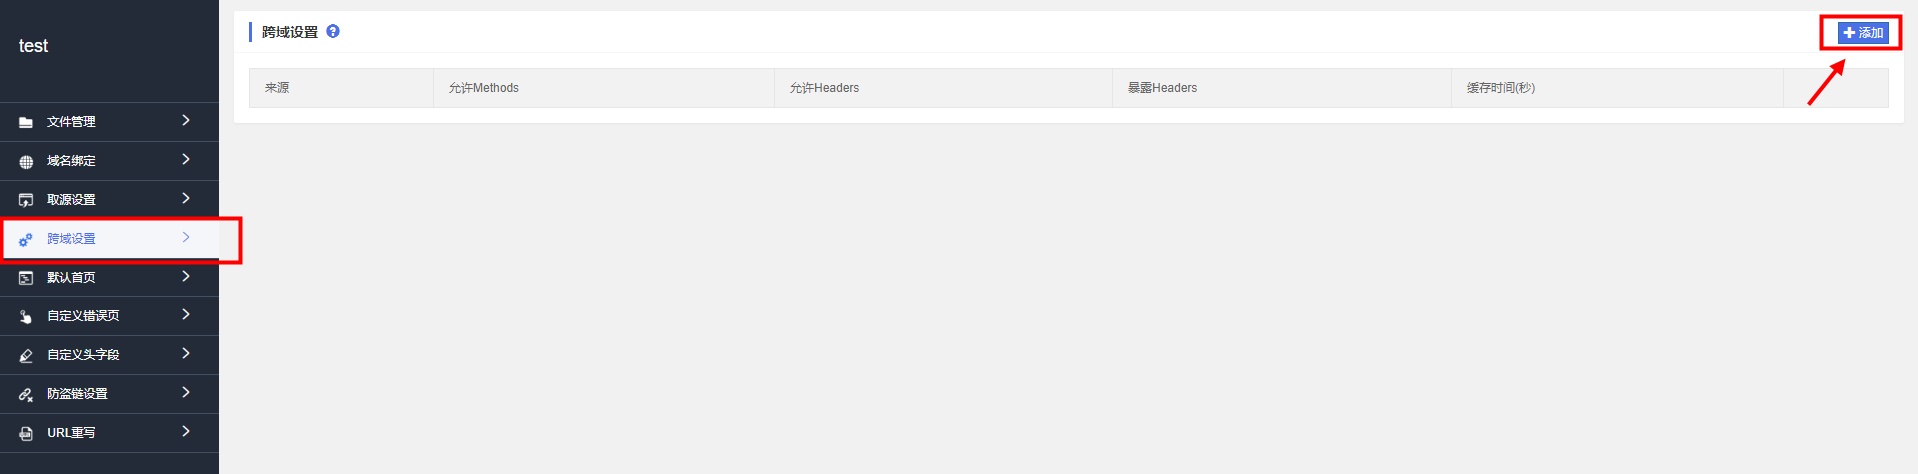 test
文件管理
域名绑定
取源设置
跨域设置
默认首页
自定义错误页
自定义头字段
防盗链设置
URL重写
跨域设置
添加
来源 允许Methods 允许Headers 暴露Headers 缓存时间(秒)